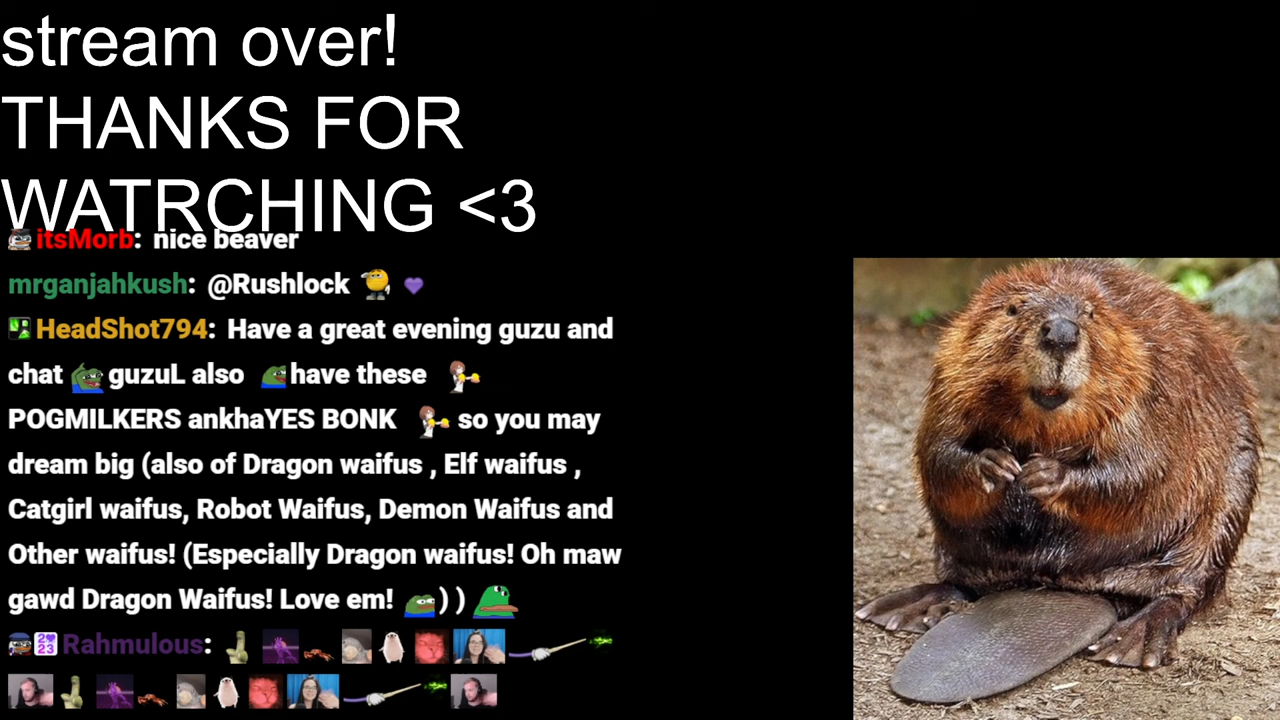 stream over!
THANKS FOR
WATRCHING <3
itsMorb: nice beaver
mrganjahkush: @Rushlock
HeadShot794: Have a great evening guzu and
chat guzuL also have these
POGMILKERS ankhaYES BONK so you may
dream big (also of Dragon waifus , Elf waifus ,
Catgirl waifus, Robot Waifus, Demon Waifus and
Other waifus! (Especially Dragon waifus! Oh maw
gawd Dragon Waifus! Love em! ) )
2023 Rahmulous: